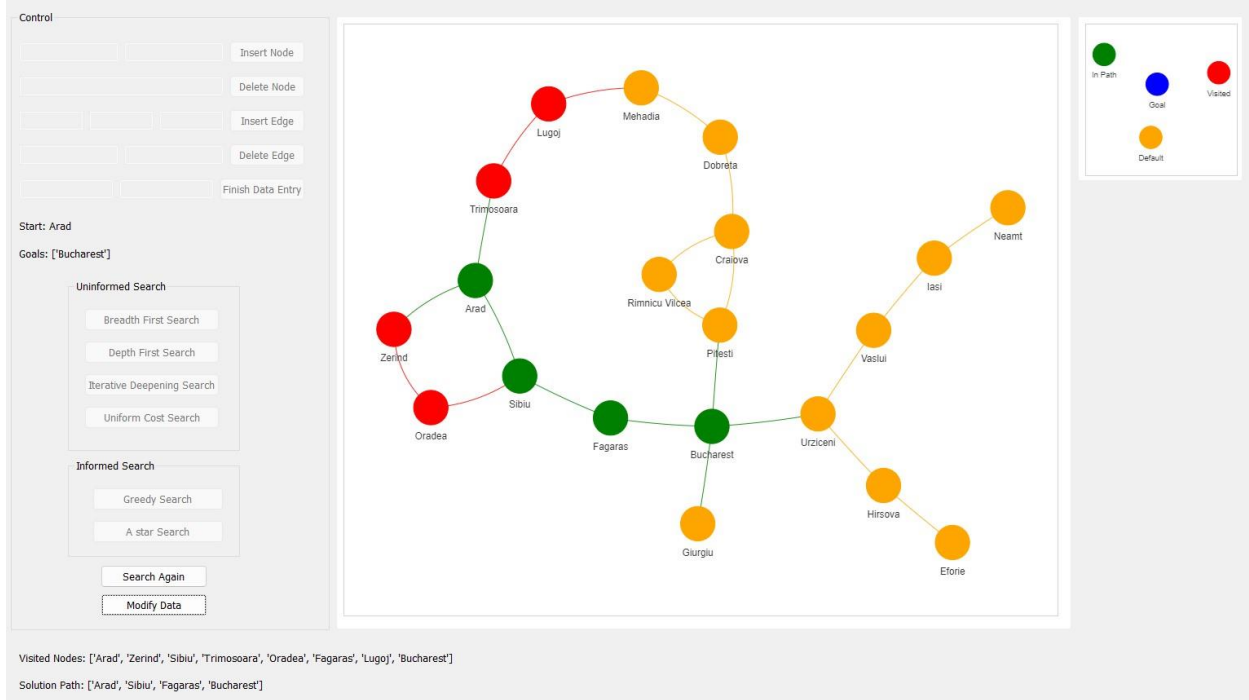 Control
Insert Node
Delete Node
Insert Edge
Delete Edge
Finish Data Entry
Start: Arad
Goals: ['Bucharest']
Uninformed Search
Breadth First Search
Depth First Search
Iterative Deepening Search
Uniform Cost Search
Informed Search
Greedy Search
A star Search
Search Again
Modify Data
Lugoj
Mehadia
Dobreta
Trimosoara
Neamt
Craiova
Iasi
Rimnicu Vilcea
Arad
Pitesti
Zerind
Vaslui
Sibiu
Oradea
Fagaras
Bucharest
Urziceni
Hirsova
Giurgiu
Eforie
In Path
Goal
Visited
Default
Visited Nodes: ['Arad', 'Zerind', 'Sibiu', 'Trimosoara', 'Oradea', 'Fagaras', 'Lugoj', 'Bucharest']
Solution Path: ['Arad', 'Sibiu', 'Fagaras', 'Bucharest']